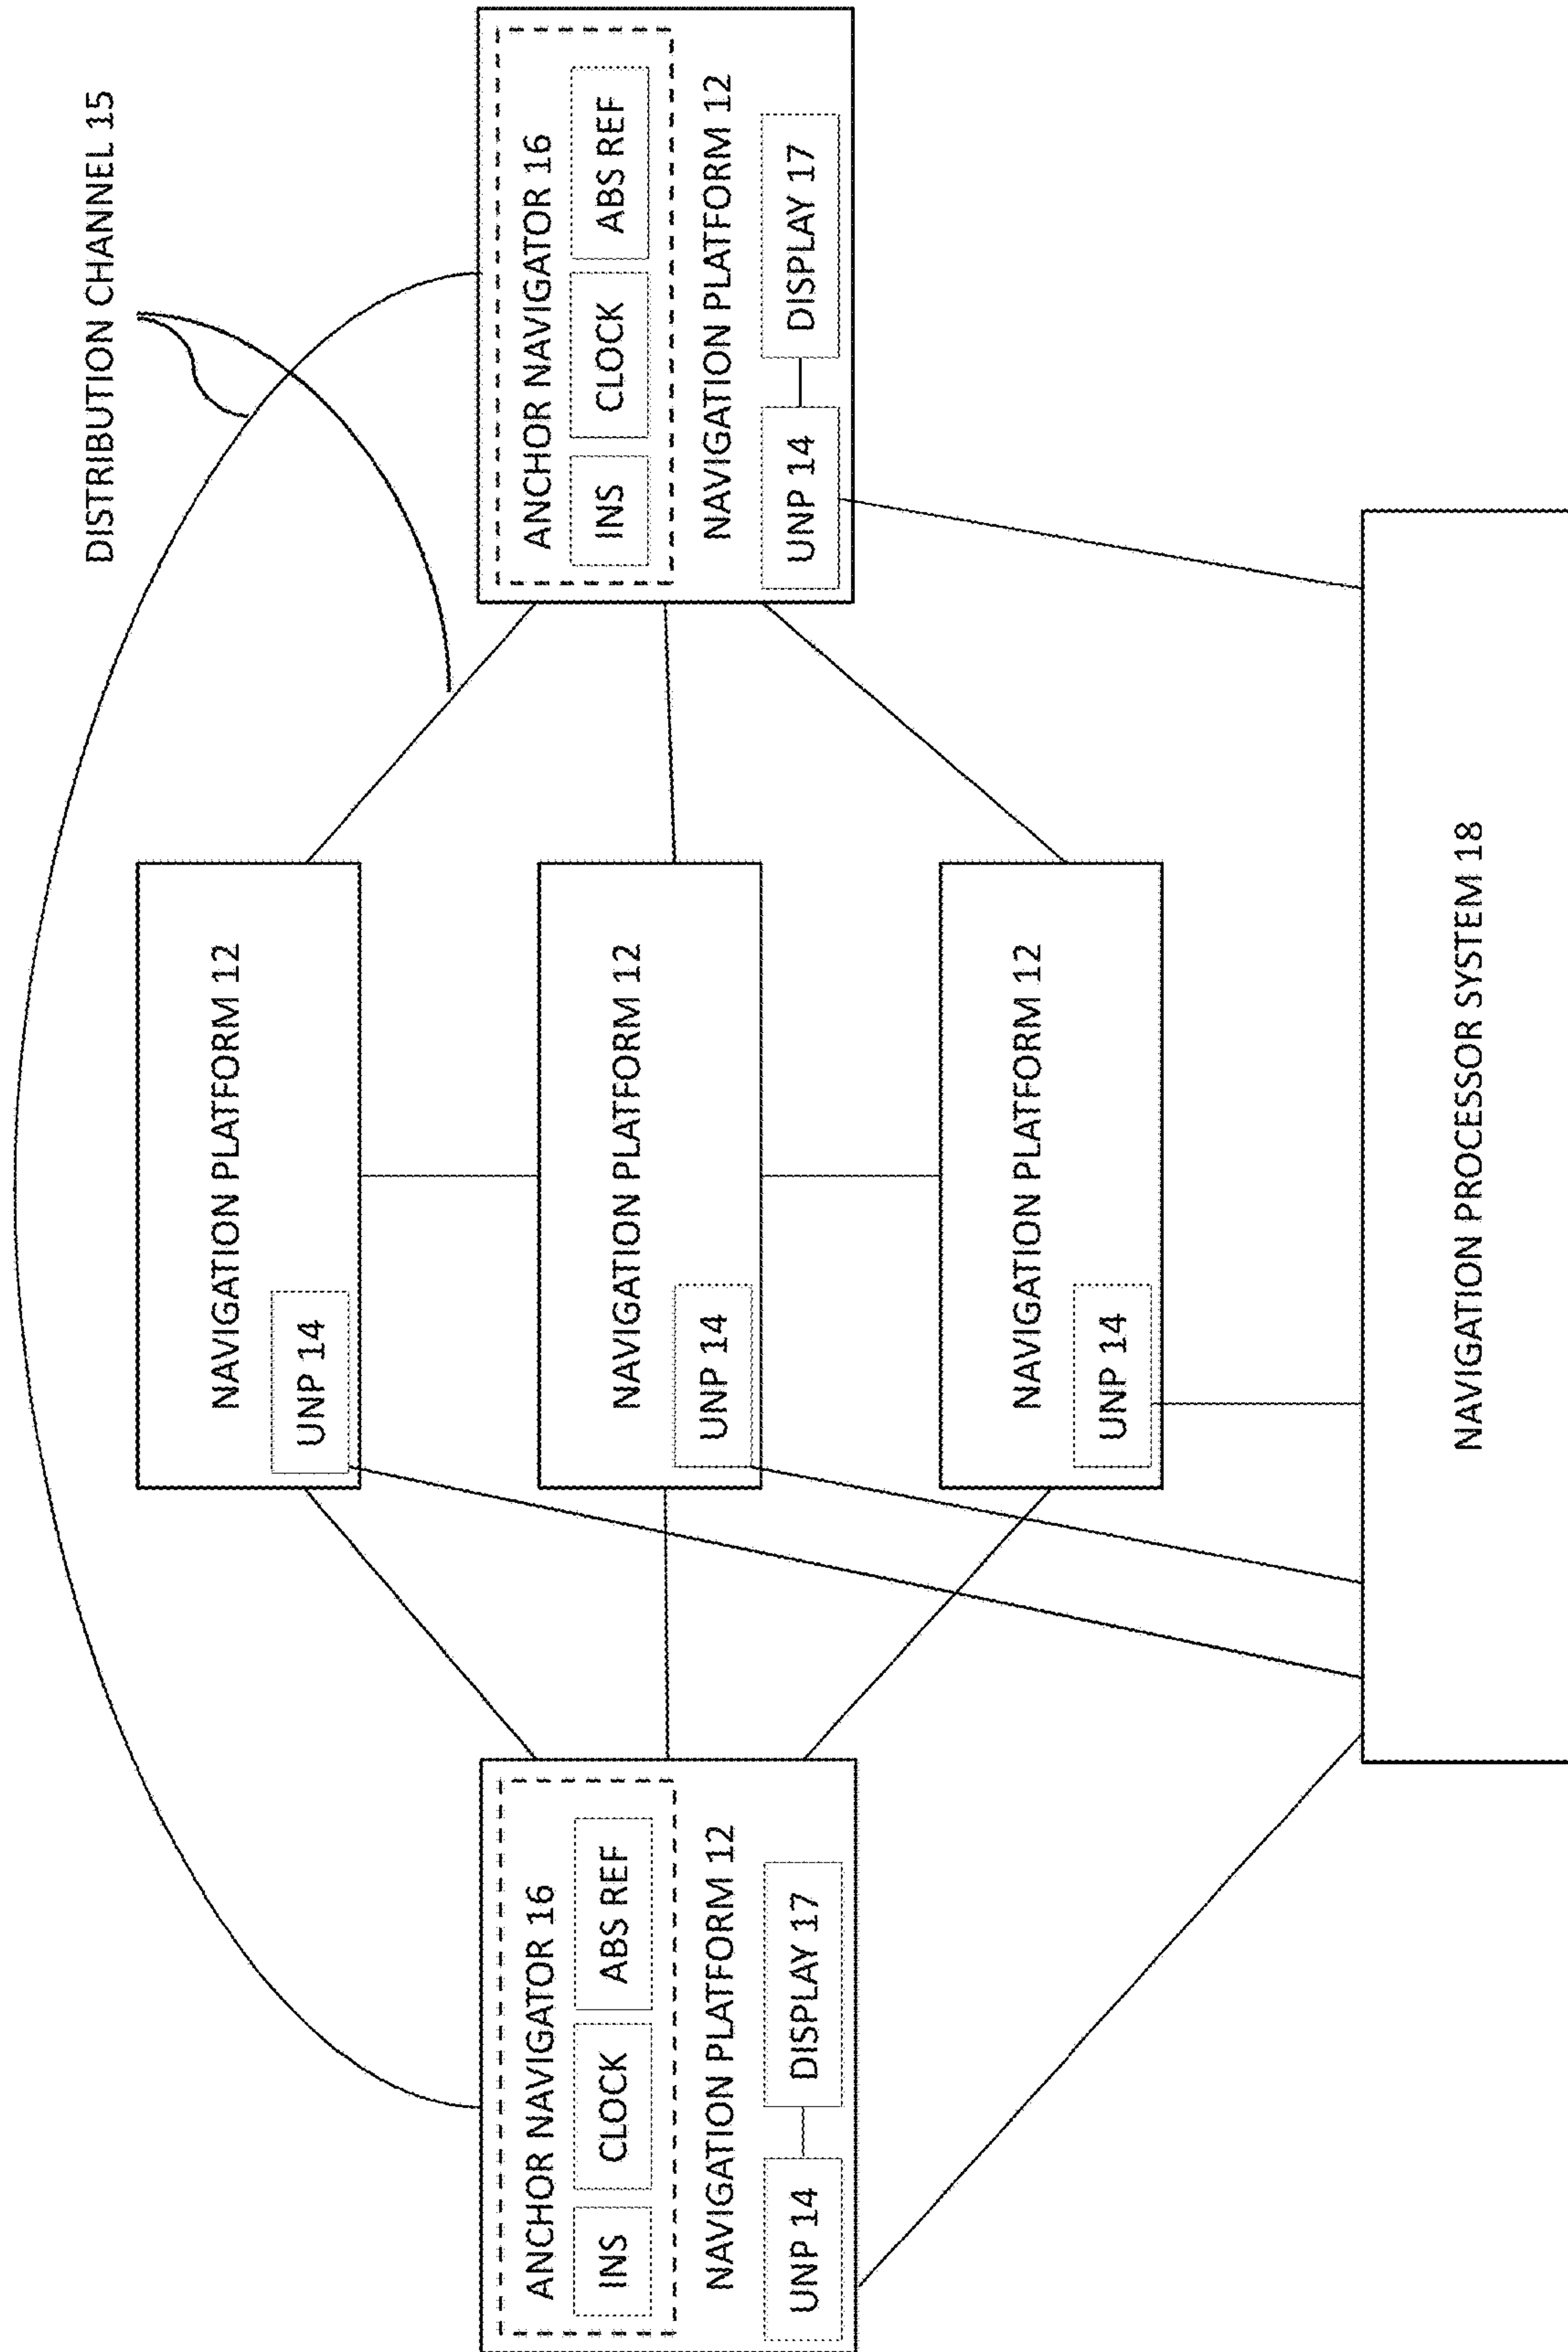 DISTRIBUTION CHANNEL 15
NAVIGATION PLATFORM 12
UNP 14
ANCHOR NAVIGATOR 16
INS
CLOCK
ABS REF
NAVIGATION PLATFORM 12
UNP 14
DISPLAY 17
NAVIGATION PLATFORM 12
UNP 14
ANCHOR NAVIGATOR 16
INS
CLOCK
ABS REF
NAVIGATION PLATFORM 12
UNP 14
DISPLAY 17
NAVIGATION PLATFORM 12
UNP 14
NAVIGATION PROCESSOR SYSTEM 18